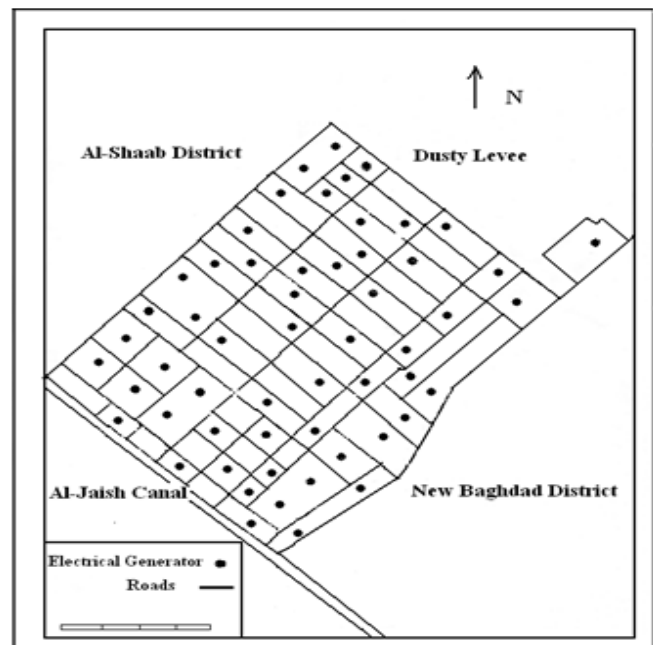 N
Al-Shaab District
Dusty Levee
Al-Jaish Canal
New Baghdad District
Electrical Generator
Roads